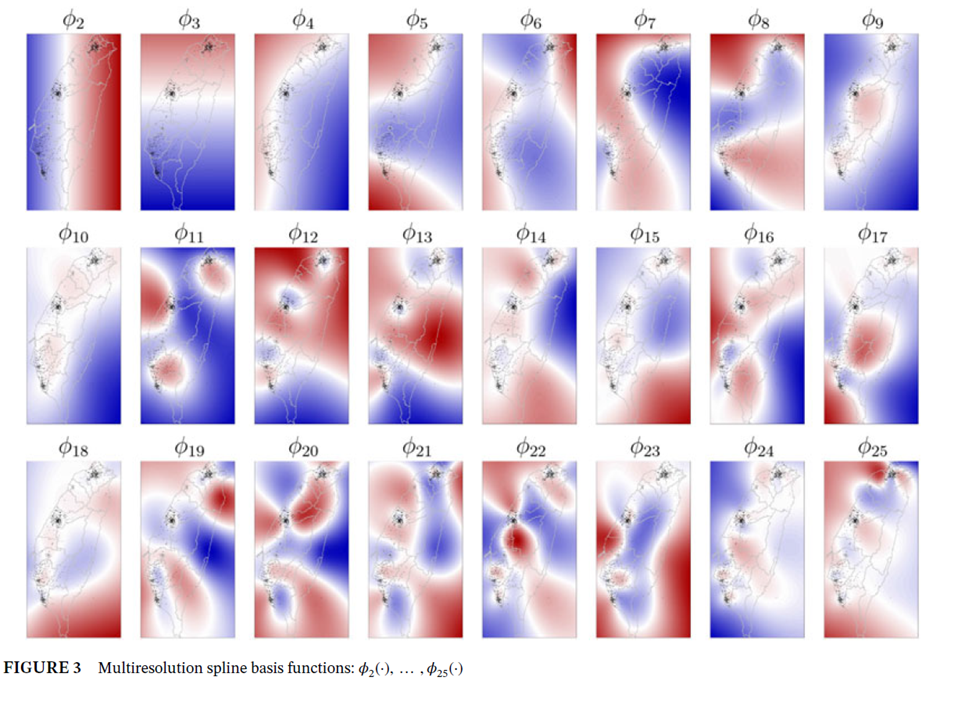 ϕ2 ϕ3 ϕ4 ϕ5 ϕ6 ϕ7 ϕ8 ϕ9
ϕ10 ϕ11 ϕ12 ϕ13 ϕ14 ϕ15 ϕ16 ϕ17
ϕ18 ϕ19 ϕ20 ϕ21 ϕ22 ϕ23 ϕ24 ϕ25
FIGURE 3 Multiresolution spline basis functions: ϕ2(·), … , ϕ25(·)